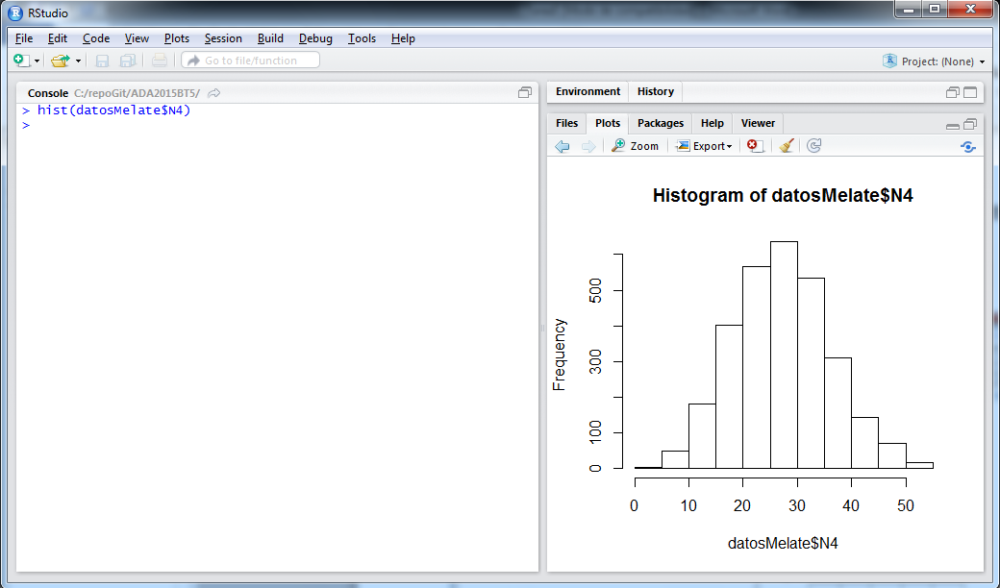 RStudio
File Edit Code View Plots Session Build Debug Tools Help
Go to file/function
Project: (None)
Console C:/repoGit/ADA2015BT5/
> hist(datosMelate$N4)
>
Environment History
Files Plots Packages Help Viewer
Zoom Export
Histogram of datosMelate$N4
Frequency
500
300
100
0
0 10 20 30 40 50
datosMelate$N4